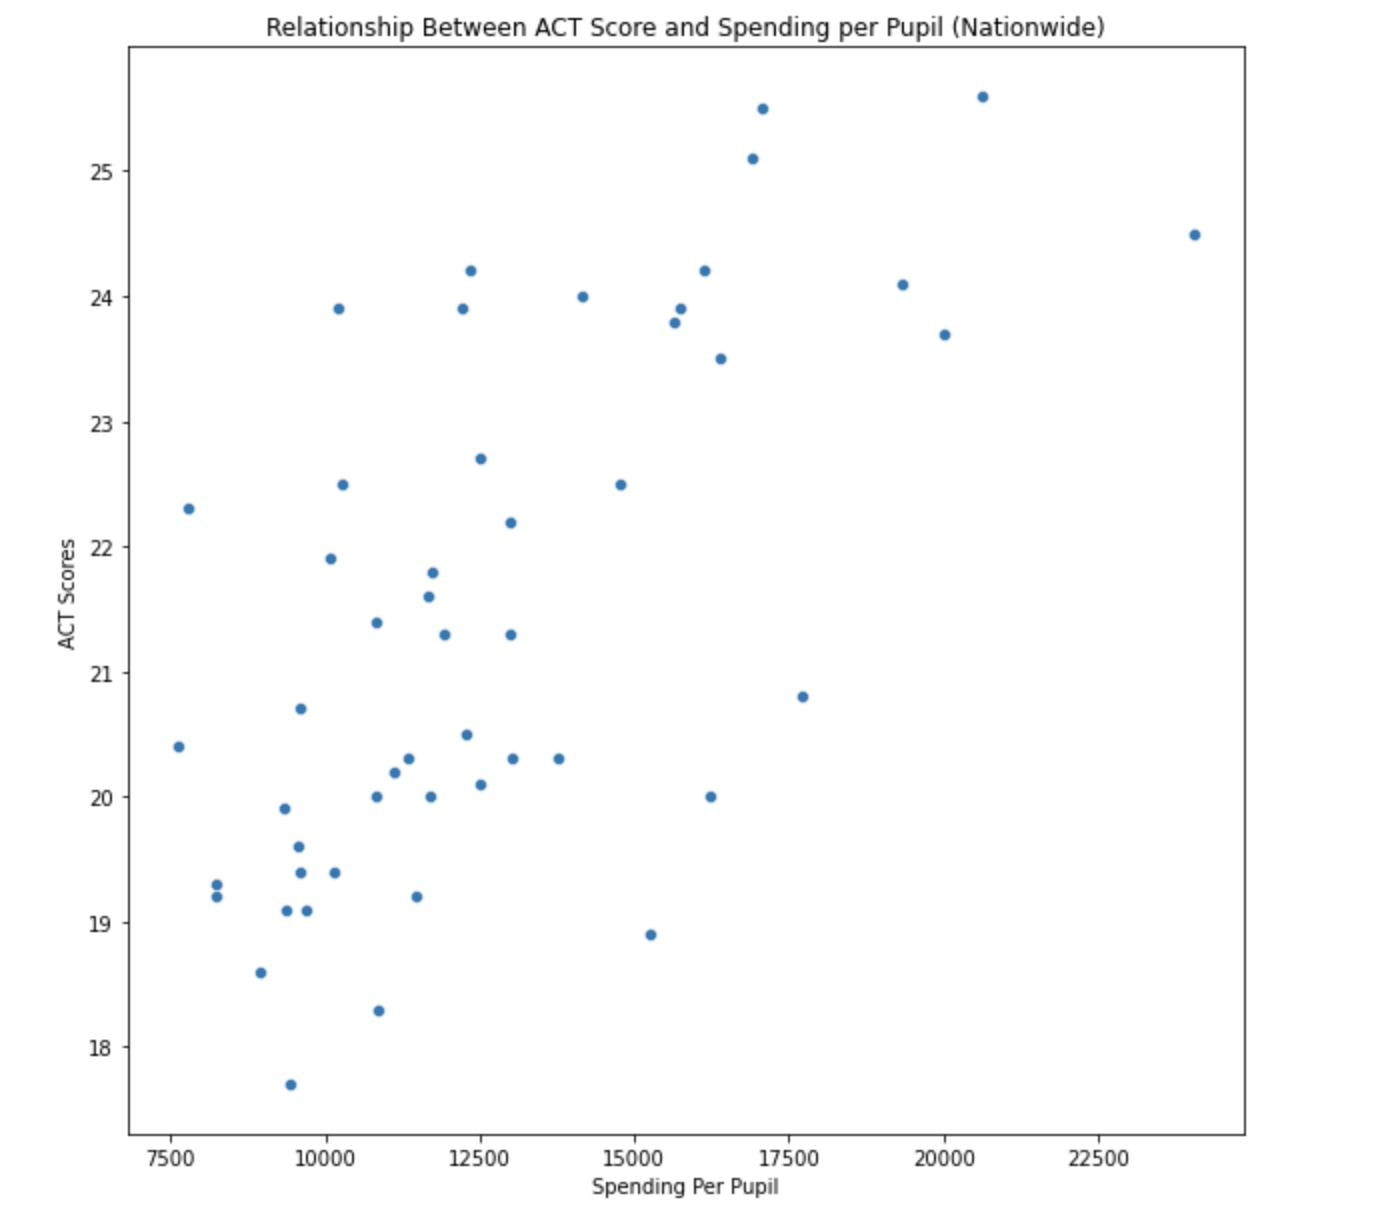 Relationship Between ACT Score and Spending per Pupil (Nationwide)
25
24
23
22
21
20
19
18
ACT Scores
7500 10000 12500 15000 17500 20000 22500
Spending Per Pupil